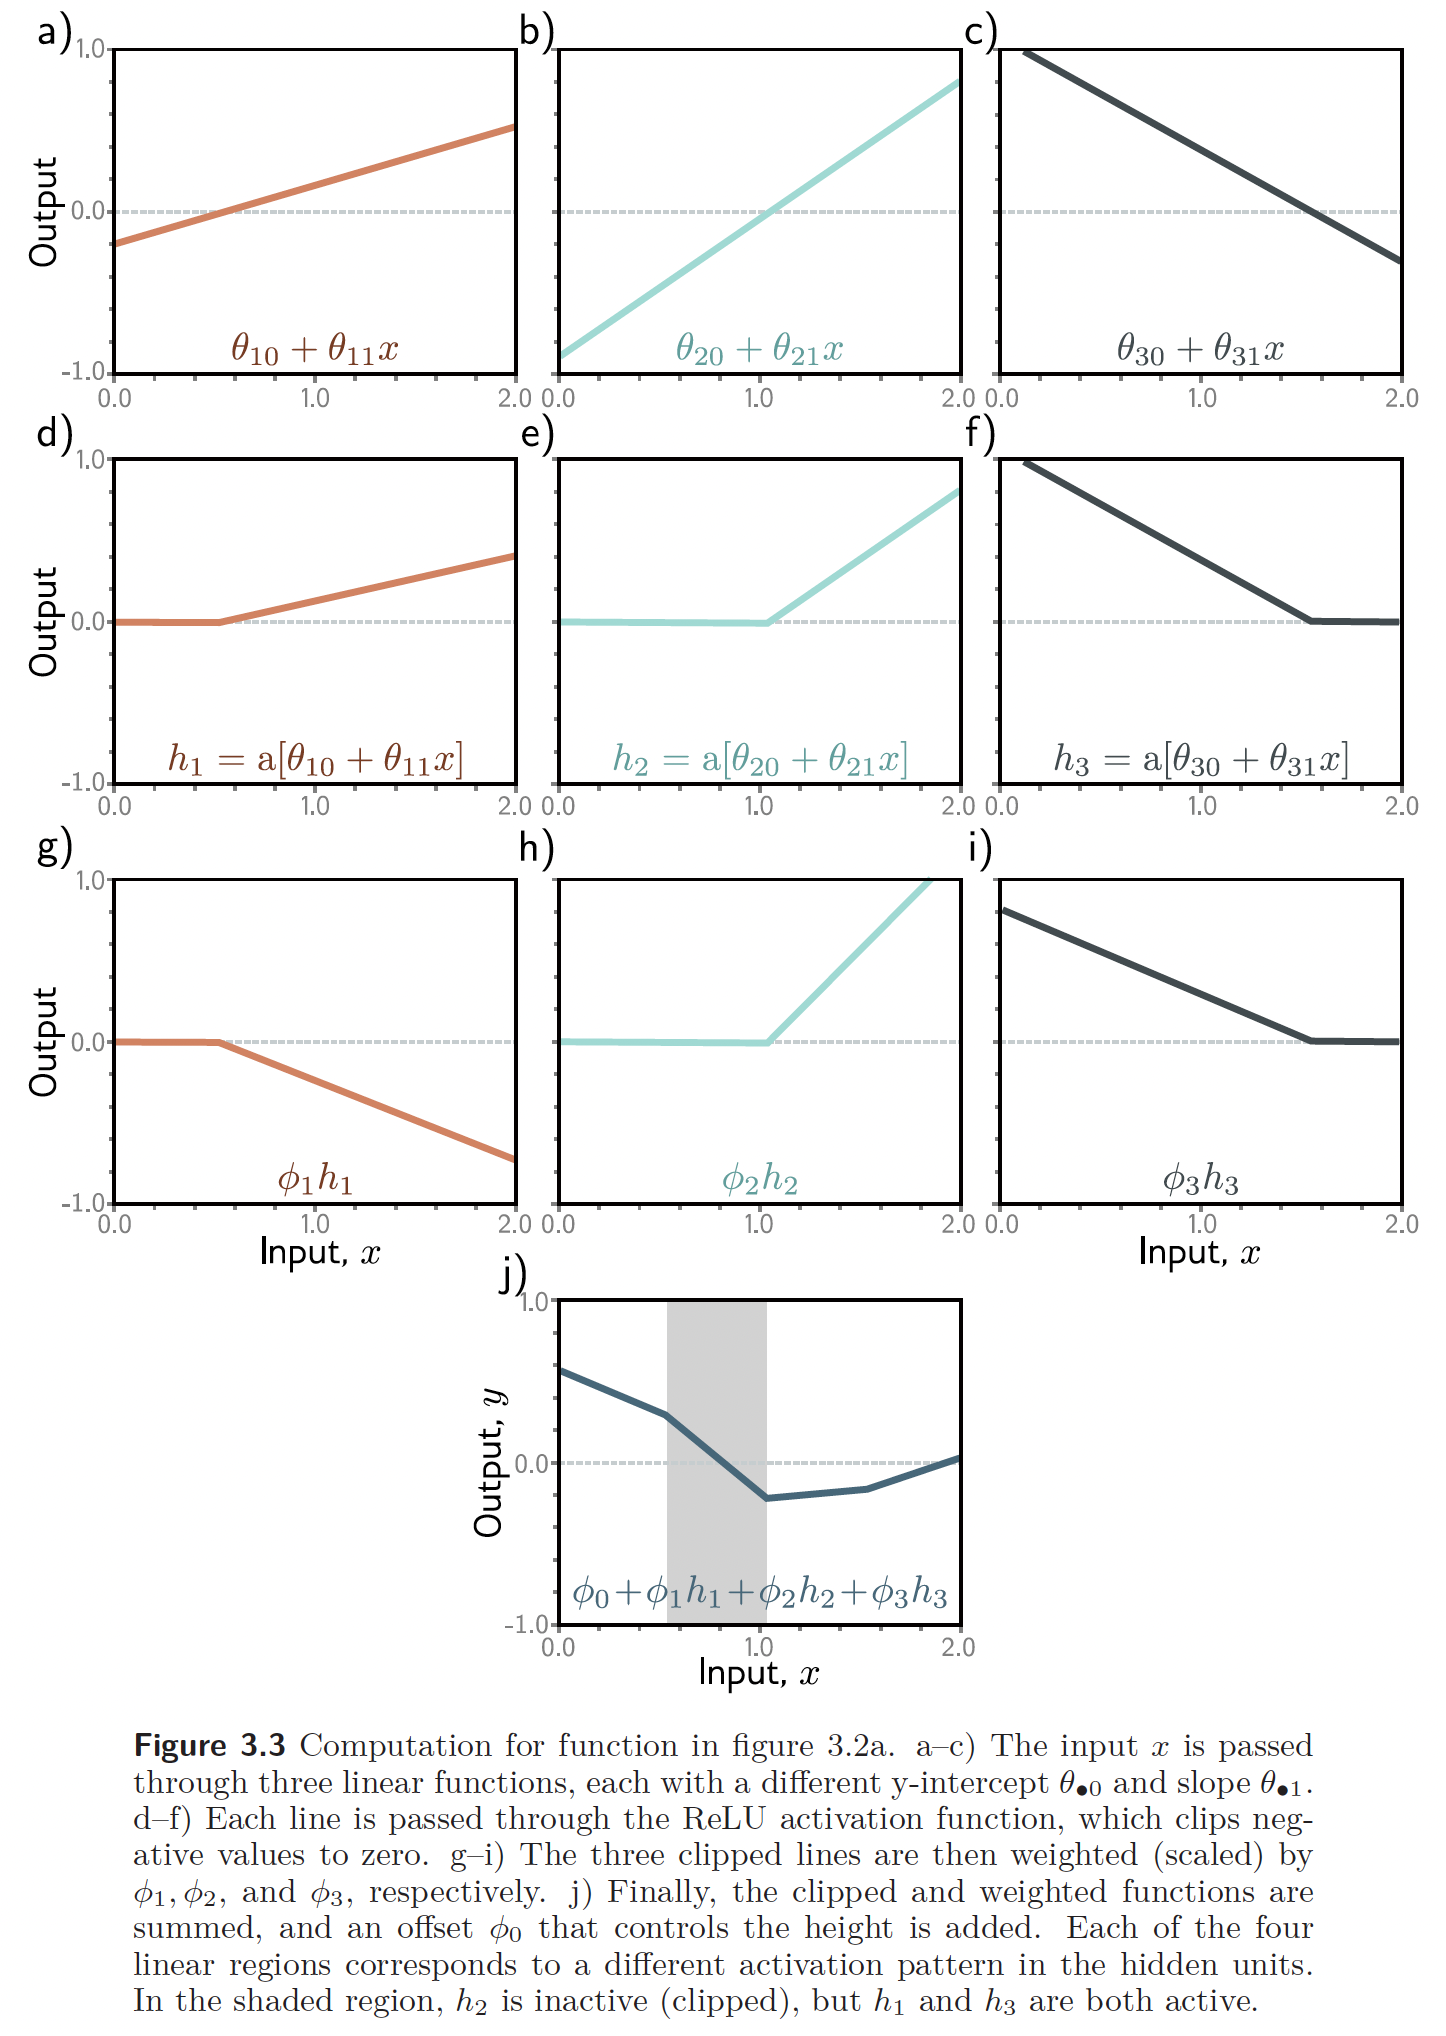 a) b) c)
1.0
Output
0.0
-1.0
θ10 + θ11x θ20 + θ21x θ30 + θ31x
0.0 1.0 2.0 0.0 1.0 2.0 0.0 1.0 2.0
d) e) f)
1.0
Output
0.0
-1.0
h1 = a[θ10 + θ11x] h2 = a[θ20 + θ21x] h3 = a[θ30 + θ31x]
0.0 1.0 2.0 0.0 1.0 2.0 0.0 1.0 2.0
g) h) i)
1.0
Output
0.0
-1.0
ϕ1h1 ϕ2h2 ϕ3h3
0.0 1.0 2.0 0.0 1.0 2.0 0.0 1.0 2.0
Input, x Input, x
j)
1.0
Output, y
0.0
-1.0
ϕ0+ϕ1h1+ϕ2h2+ϕ3h3
0.0 1.0 2.0
Input, x
Figure 3.3 Computation for function in figure 3.2a. a–c) The input x is passed
through three linear functions, each with a different y-intercept θ•0 and slope θ•1.
d–f) Each line is passed through the ReLU activation function, which clips neg-
ative values to zero. g–i) The three clipped lines are then weighted (scaled) by
ϕ1, ϕ2, and ϕ3, respectively. j) Finally, the clipped and weighted functions are
summed, and an offset ϕ0 that controls the height is added. Each of the four
linear regions corresponds to a different activation pattern in the hidden units.
In the shaded region, h2 is inactive (clipped), but h1 and h3 are both active.